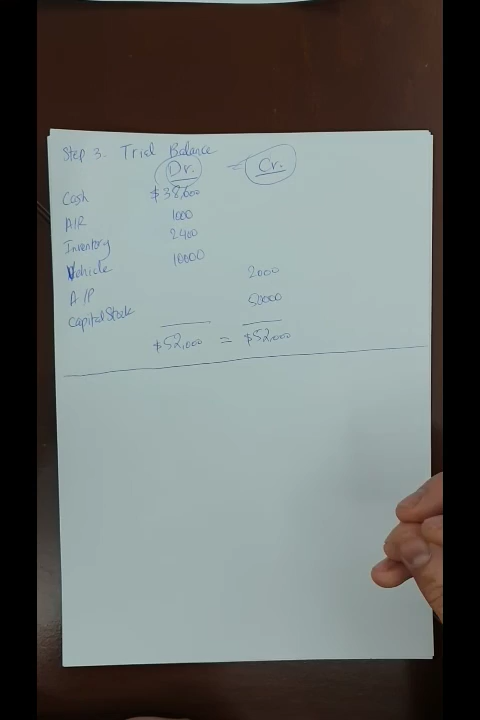 Step 3. Trial Balance
Dr. = Cr.
Cash $38,600
A/R 1000
Inventory 2400
Vehicle 10000
A/P 2000
Capital Stock 50000
$52,000 = $52,000